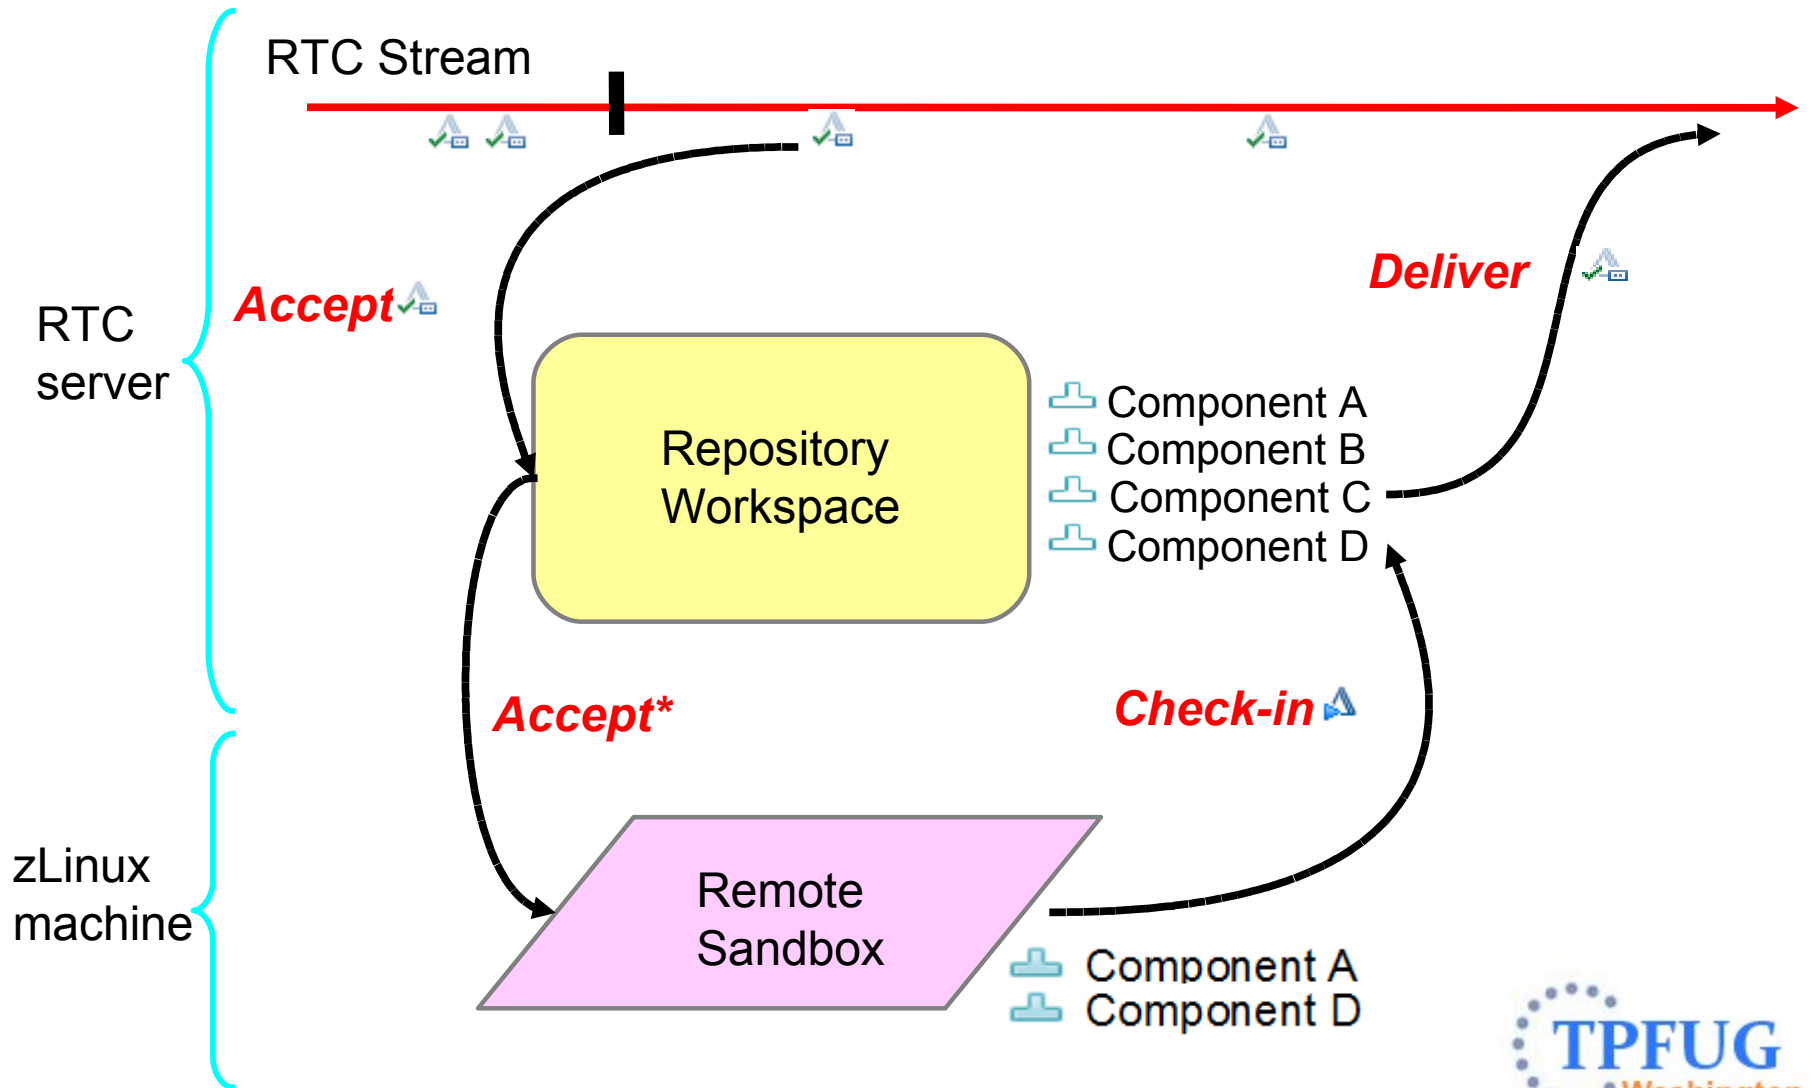 RTC Stream
Accept
Deliver
RTC
server
Component A
Component B
Component C
Component D
Repository
Workspace
Accept*
Check-in
zLinux
machine
Remote
Sandbox
Component A
Component D
TPFUG
Washington